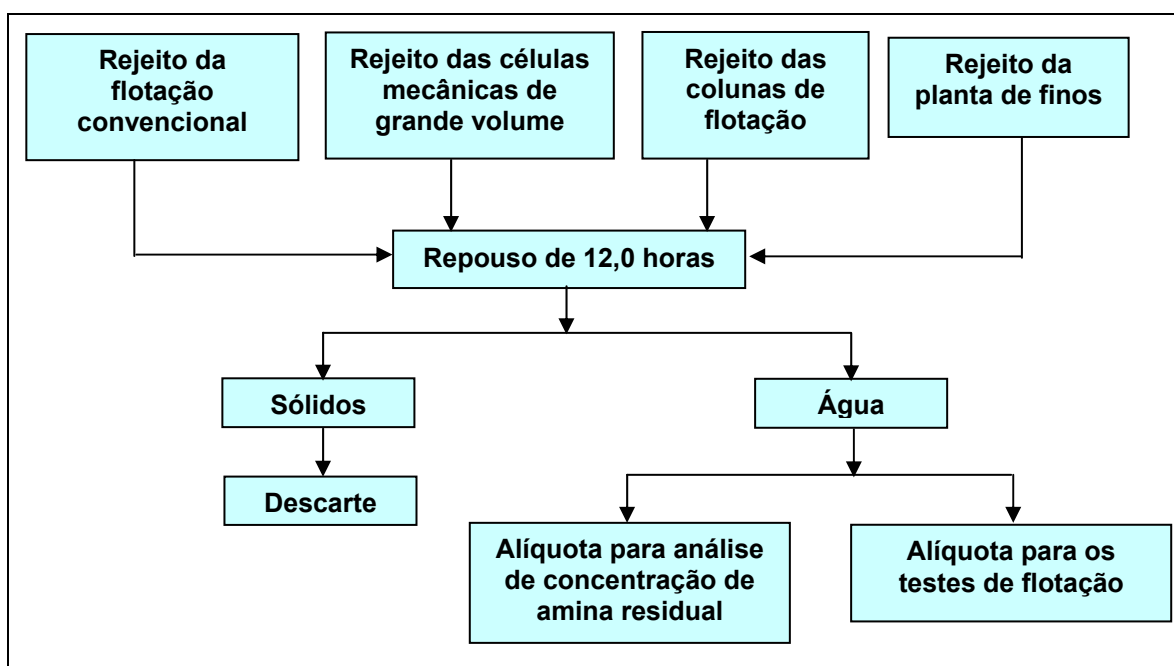 Rejeito da
flotação
convencional
Rejeito das células
mecânicas de
grande volume
Rejeito das
colunas de
flotação
Rejeito da
planta de finos
Repouso de 12,0 horas
Sólidos
Água
Descarte
Alíquota para análise
de concentração de
amina residual
Alíquota para os
testes de flotação